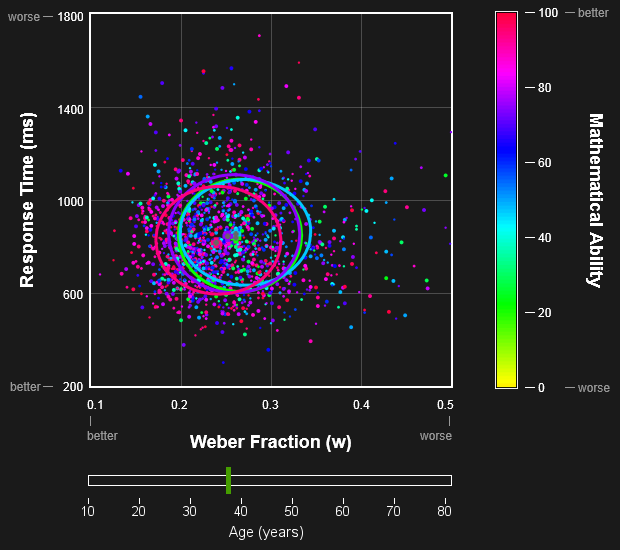 worse
1800
1400
1000
600
better
200
Response Time (ms)
0.1
0.2
0.3
0.4
0.5
better
worse
Weber Fraction (w)
10
20
30
40
50
60
70
80
Age (years)
100
better
80
60
40
20
0
worse
Mathematical Ability